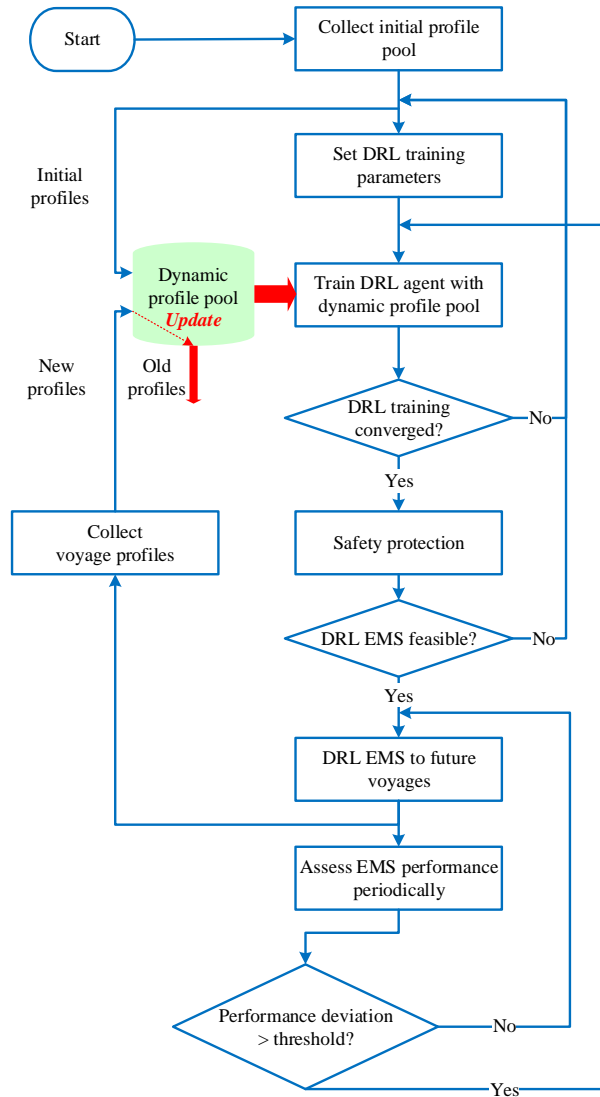 Start
Collect initial profile
pool
Initial
profiles
Set DRL training
parameters
Dynamic
profile pool
Update
Train DRL agent with
dynamic profile pool
New
profiles
Old
profiles
DRL training
converged?
No
Yes
Collect
voyage profiles
Safety protection
DRL EMS feasible?
No
Yes
DRL EMS to future
voyages
Assess EMS performance
periodically
Performance deviation
> threshold?
No
Yes